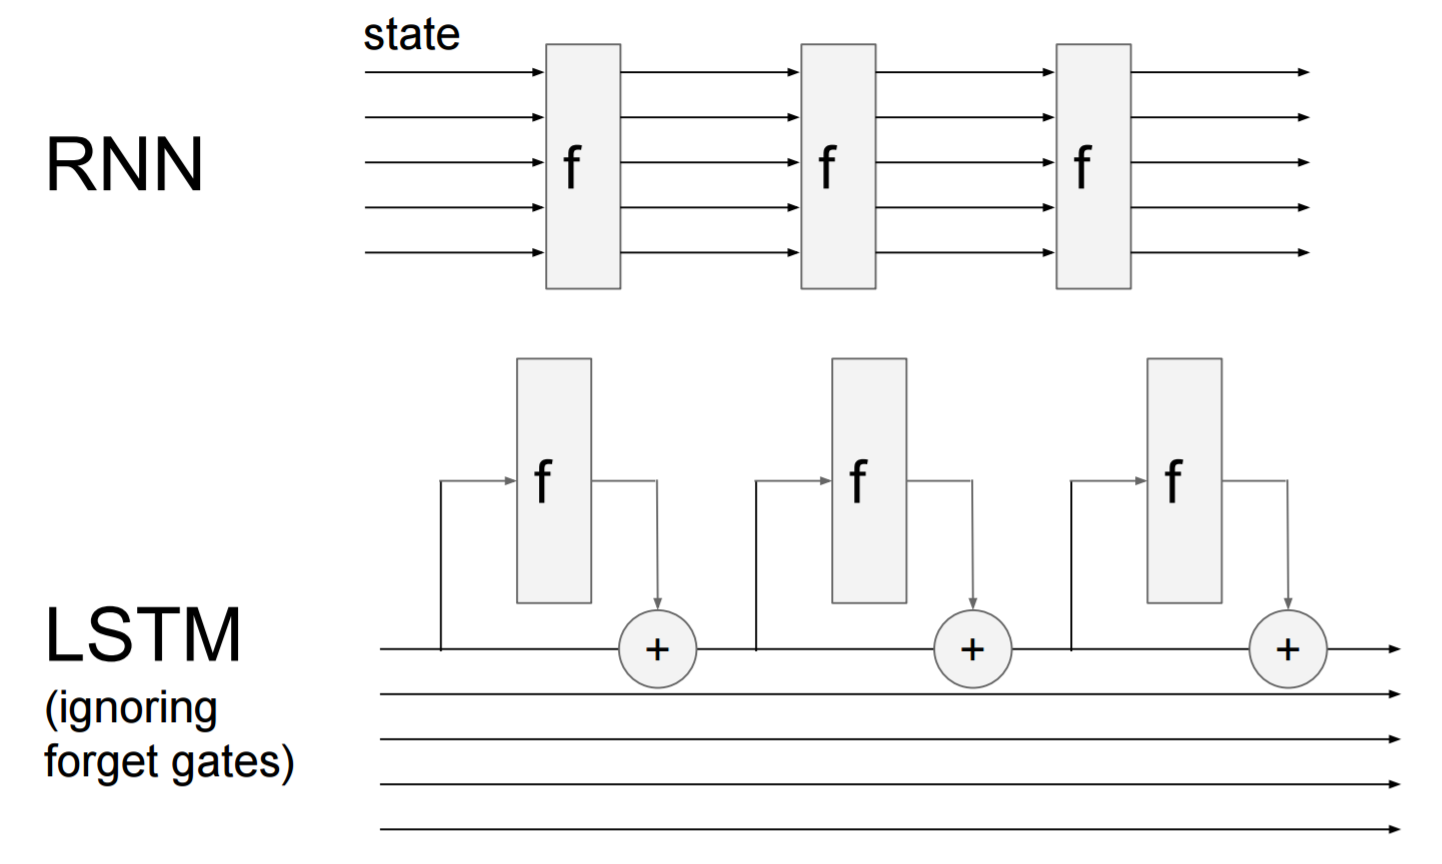 state
RNN
f
f
f
f
f
f
LSTM
+
+
+
(ignoring
forget gates)